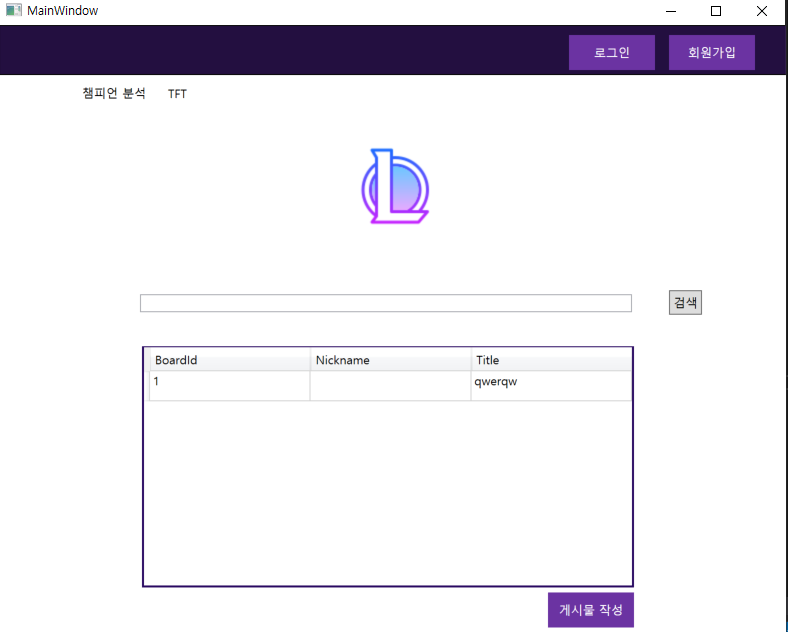 MainWindow
로그인 회원가입
챔피언 분석 TFT
검색
BoardId Nickname Title
1 qwerqw
게시물 작성